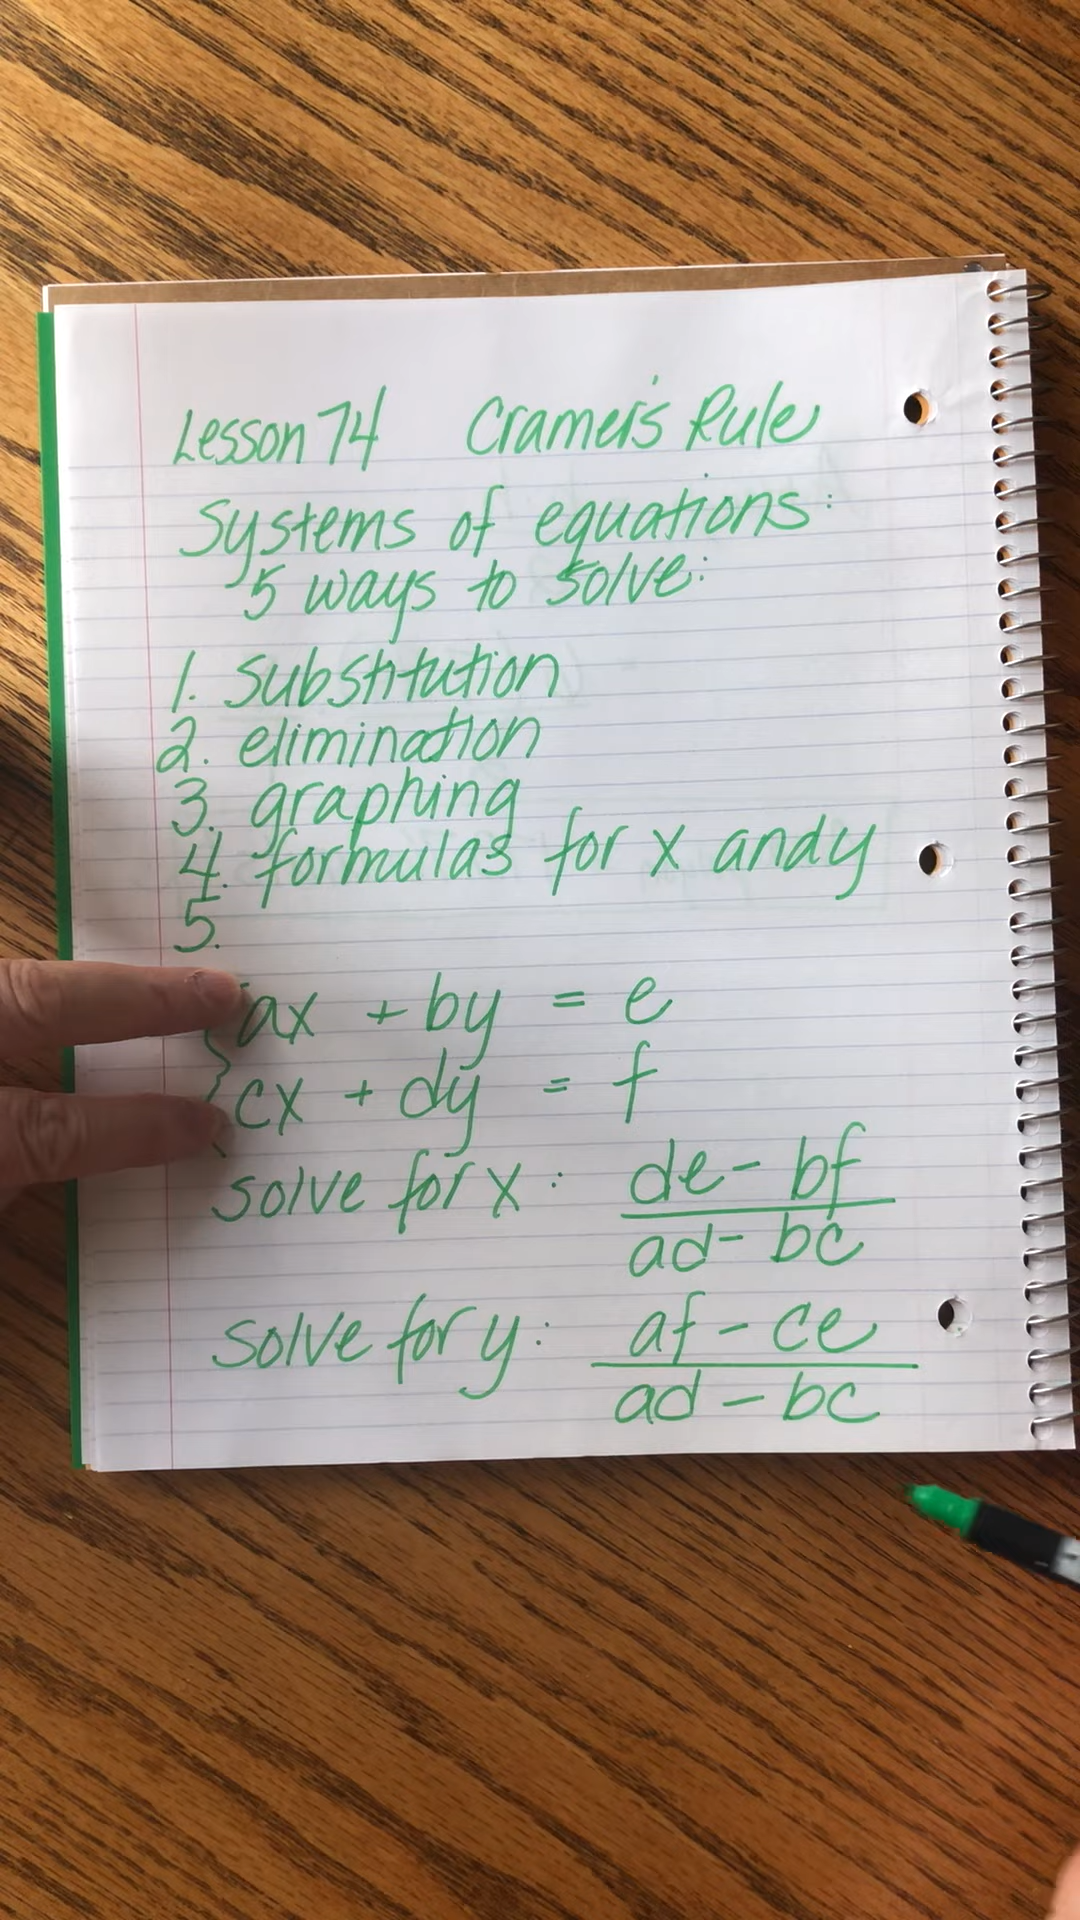 Lesson 74 Cramer's Rule
Systems of equations:
5 ways to solve:
1. substitution
2. elimination
3. graphing
4. formulas for x and y
5.
ax + by = e
cx + dy = f
solve for x: de - bf
ad - bc
solve for y: af - ce
ad - bc